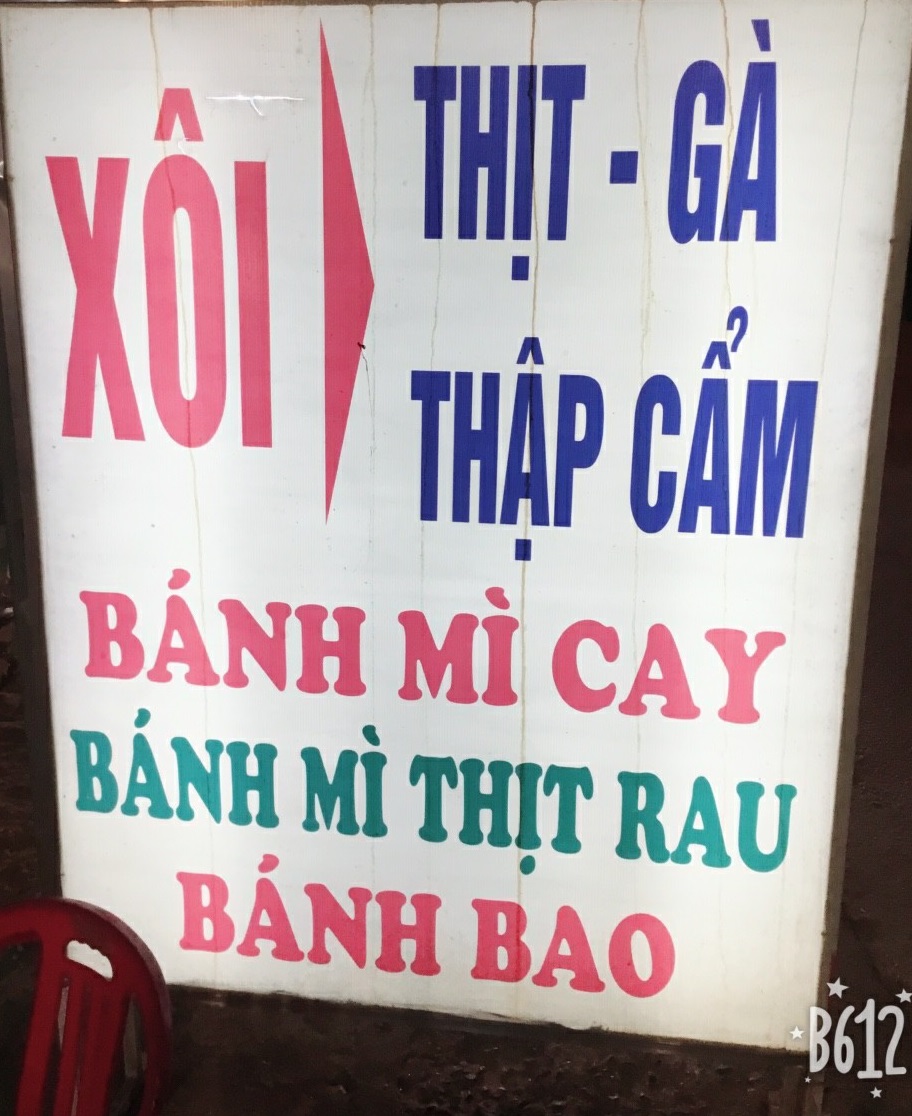 XÔI
THỊT - GÀ
THẬP CẨM
BÁNH MÌ CAY
BÁNH MÌ THỊT RAU
BÁNH BAO
B612